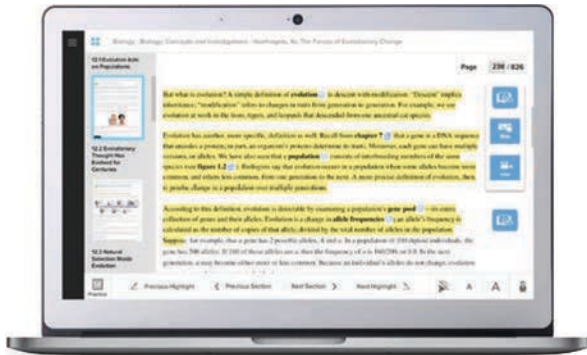 Biology - Biology: Concepts and Investigations - Hoefnagels, 4e, The Forces of Evolutionary Change
Page 236 / 826
12.1 Evolution Acts
on Populations
12.2 Evolutionary
Thought Has
Evolved for
Centuries
12.3 Natural
Selection Molds
Evolution
But what is evolution? A simple definition of evolution is descent with modification. "Descent" implies
inheritance; "modification" refers to changes in traits from generation to generation. For example, we see
evolution at work in the lions, tigers, and leopards that descended from one ancestral cat species.
Evolution has another, more specific, definition as well. Recall from chapter 7 that a gene is a DNA sequence
that encodes a protein; in part, an organism's proteins determine its traits. Moreover, each gene can have multiple
versions, or alleles. We have also seen that a population consists of interbreeding members of the same
species (see figure 1.2). Biologists say that evolution occurs in a population when some alleles become more
common, and others less common, from one generation to the next. A more precise definition of evolution, then,
is genetic change in a population over multiple generations.
According to this definition, evolution is detectable by examining a population's gene pool—its entire
collection of genes and their alleles. Evolution is a change in allele frequencies; an allele's frequency is
calculated as the number of copies of that allele, divided by the total number of alleles in the population.
Suppose, for example, that a gene has 2 possible alleles, A and a. In a population of 100 diploid individuals, the
gene has 200 alleles. If 160 of those alleles are a, then the frequency of a is 160/200, or 0.8. In the next
generation, a may become either more or less common. Because an individual's alleles do not change, evolution
Practice
Previous Highlight
Previous Section
Next Section
Next Highlight
A
A